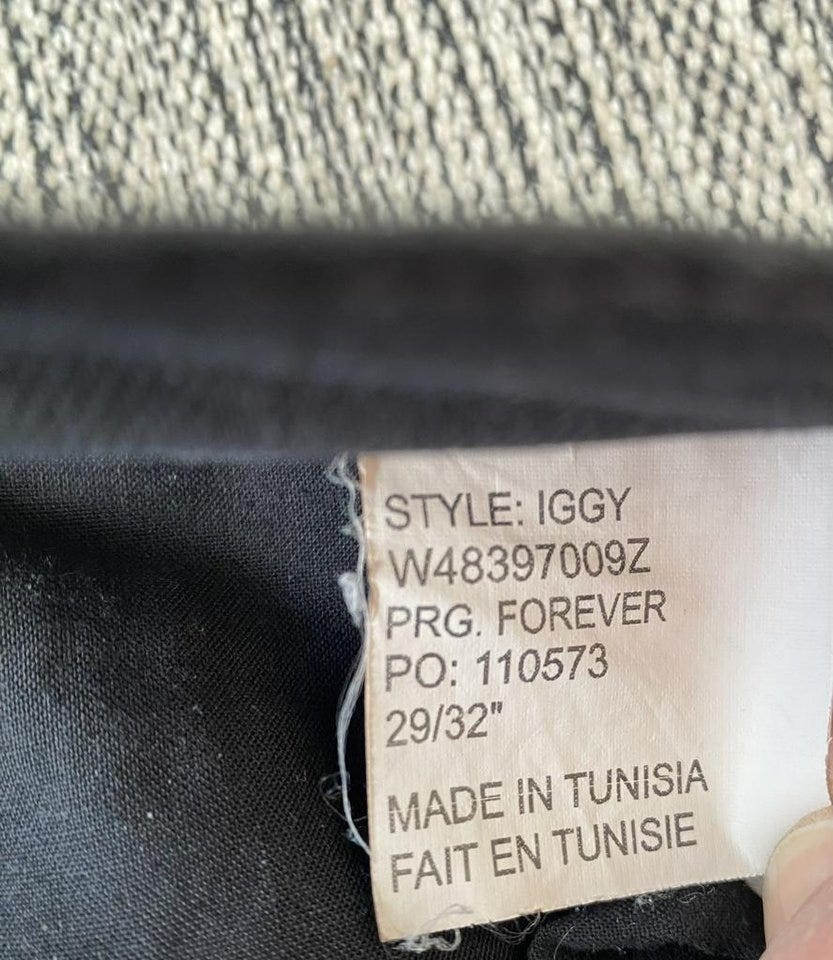 STYLE: IGGY
W48397009Z
PRG. FOREVER
PO: 110573
29/32"
MADE IN TUNISIA
FAIT EN TUNISIE